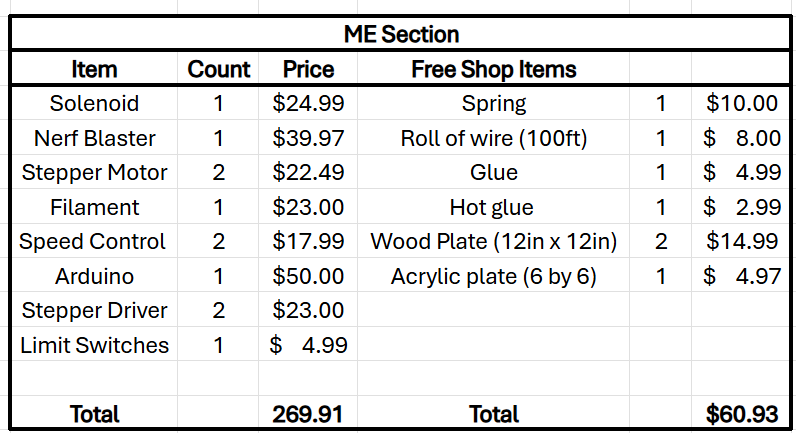 ME Section
Item Count Price Free Shop Items
Solenoid 1 $24.99 Spring 1 $10.00
Nerf Blaster 1 $39.97 Roll of wire (100ft) 1 $ 8.00
Stepper Motor 2 $22.49 Glue 1 $ 4.99
Filament 1 $23.00 Hot glue 1 $ 2.99
Speed Control 2 $17.99 Wood Plate (12in x 12in) 2 $14.99
Arduino 1 $50.00 Acrylic plate (6 by 6) 1 $ 4.97
Stepper Driver 2 $23.00
Limit Switches 1 $ 4.99
Total 269.91 Total $60.93